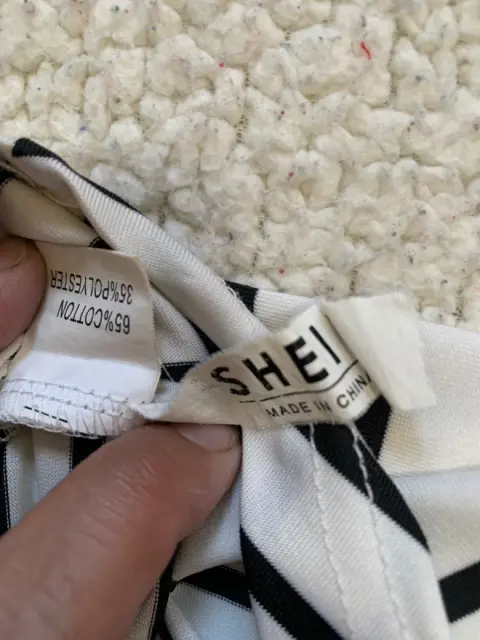 65%COTTON
35%POLYESTER
SHEI
MADE IN CHINA